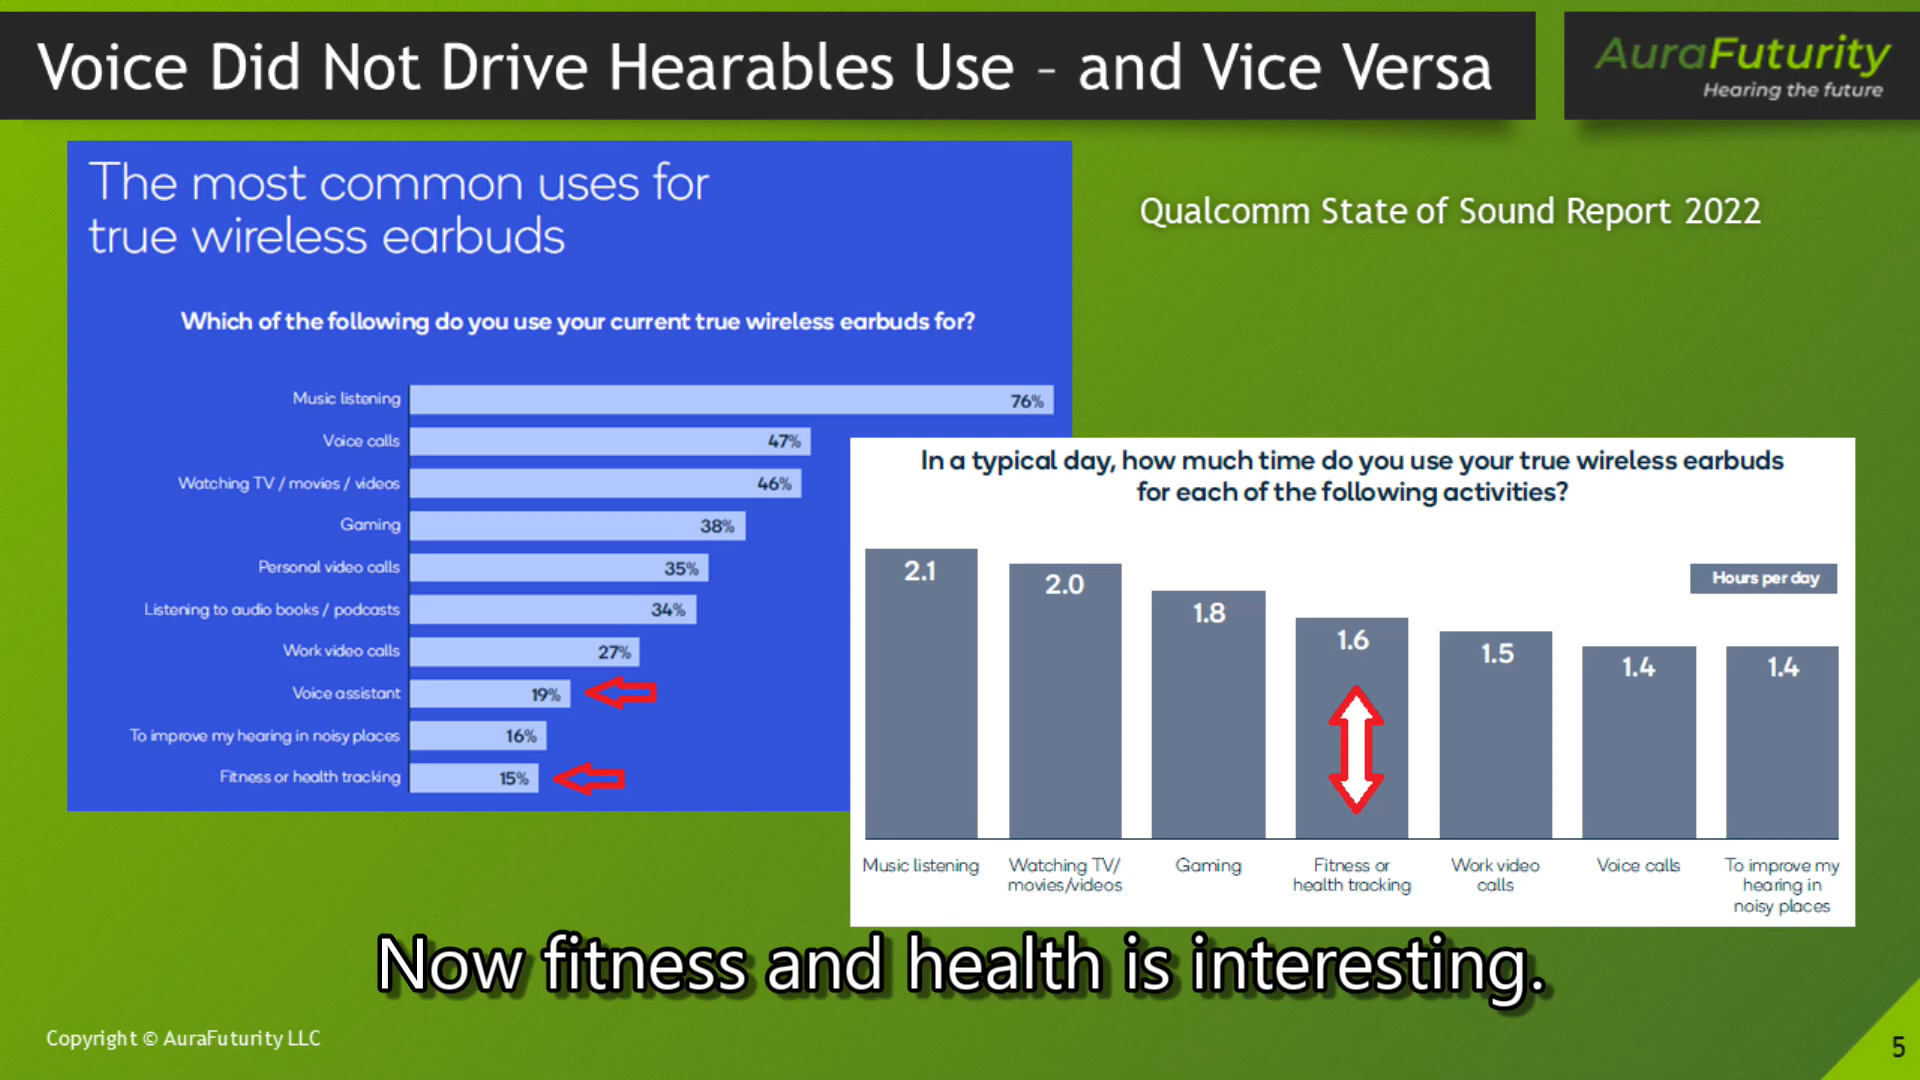 Voice Did Not Drive Hearables Use – and Vice Versa
AuraFuturity
Hearing the future
The most common uses for
true wireless earbuds
Qualcomm State of Sound Report 2022
Which of the following do you use your current true wireless earbuds for?
Music listening 76%
Voice calls 47%
Watching TV / movies / videos 46%
Gaming 38%
Personal video calls 35%
Listening to audio books / podcasts 34%
Work video calls 27%
Voice assistant 19%
To improve my hearing in noisy places 16%
Fitness or health tracking 15%
In a typical day, how much time do you use your true wireless earbuds
for each of the following activities?
Hours per day
2.1 2.0 1.8 1.6 1.5 1.4 1.4
Music listening
Watching TV/
movies/videos
Gaming
Fitness or
health tracking
Work video
calls
Voice calls
To improve my
hearing in
noisy places
Now fitness and health is interesting.
Copyright © AuraFuturity LLC
5